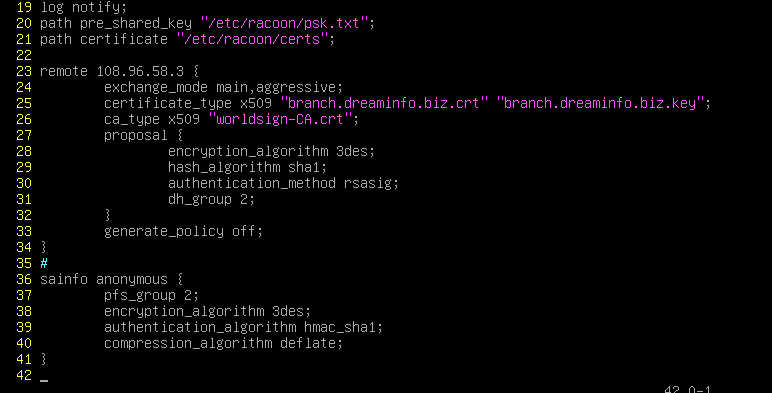 19 log notify;
20 path pre_shared_key "/etc/racoon/psk.txt";
21 path certificate "/etc/racoon/certs";
22
23 remote 108.96.58.3 {
24         exchange_mode main,aggressive;
25         certificate_type x509 "branch.dreaminfo.biz.crt" "branch.dreaminfo.biz.key";
26         ca_type x509 "worldsign-CA.crt";
27         proposal {
28                 encryption_algorithm 3des;
29                 hash_algorithm sha1;
30                 authentication_method rsasig;
31                 dh_group 2;
32         }
33         generate_policy off;
34 }
35 #
36 sainfo anonymous {
37         pfs_group 2;
38         encryption_algorithm 3des;
39         authentication_algorithm hmac_sha1;
40         compression_algorithm deflate;
41 }
42 _
42,0-1